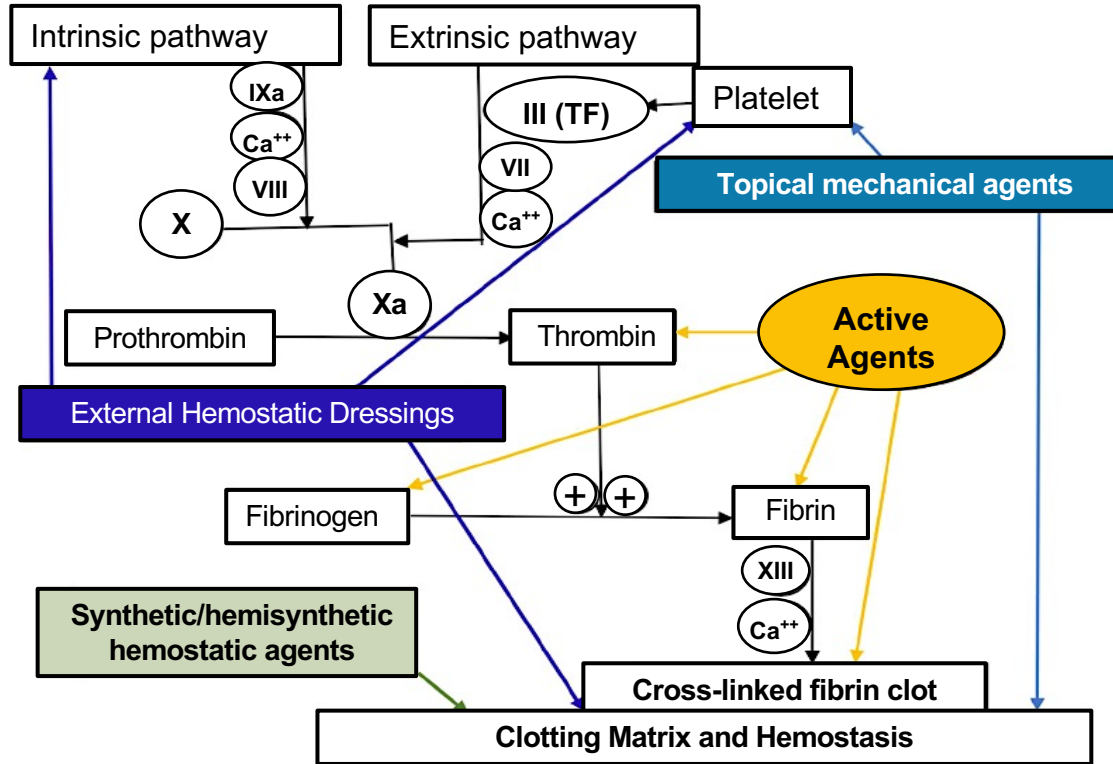 Intrinsic pathway
Extrinsic pathway
IXa
Ca++
VIII
III (TF)
Platelet
VII
Ca++
Topical mechanical agents
X
Xa
Prothrombin
Thrombin
Active
Agents
External Hemostatic Dressings
Fibrinogen
+
+
Fibrin
XIII
Ca++
Synthetic/hemisynthetic
hemostatic agents
Cross-linked fibrin clot
Clotting Matrix and Hemostasis